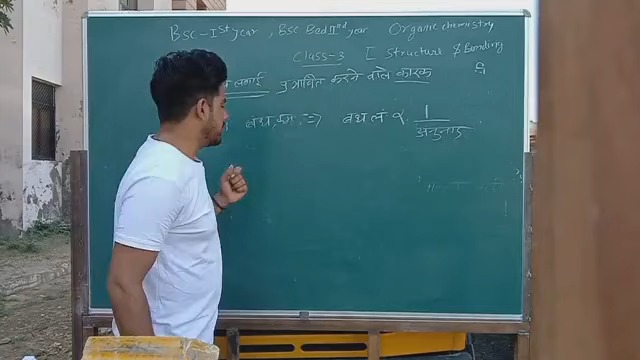 BSC - Ist year, BSC Bed IInd year Organic chemistry
Class-3 [ Structure & Bonding
लम्बाई प्रभावित करने वाले कारक
=> बंध लं ∝ 1/अनुनाद